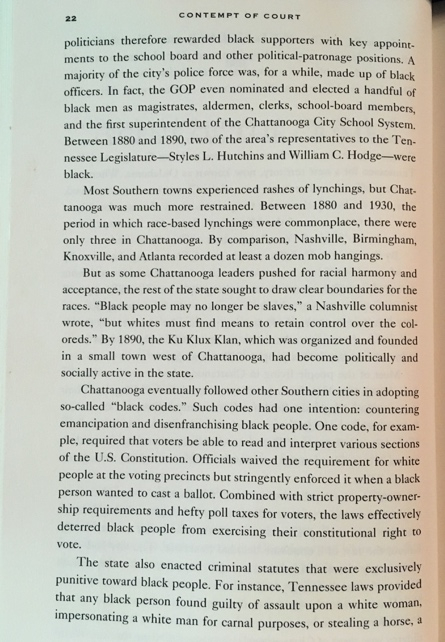 22
CONTEMPT OF COURT
politicians therefore rewarded black supporters with key appoint-
ments to the school board and other political-patronage positions. A
majority of the city's police force was, for a while, made up of black
officers. In fact, the GOP even nominated and elected a handful of
black men as magistrates, aldermen, clerks, school-board members,
and the first superintendent of the Chattanooga City School System.
Between 1880 and 1890, two of the area's representatives to the Ten-
nessee Legislature—Styles L. Hutchins and William C. Hodge—were
black.
Most Southern towns experienced rashes of lynchings, but Chat-
tanooga was much more restrained. Between 1880 and 1930, the
period in which race-based lynchings were commonplace, there were
only three in Chattanooga. By comparison, Nashville, Birmingham,
Knoxville, and Atlanta recorded at least a dozen mob hangings.
But as some Chattanooga leaders pushed for racial harmony and
acceptance, the rest of the state sought to draw clear boundaries for the
races. “Black people may no longer be slaves,” a Nashville columnist
wrote, “but whites must find means to retain control over the col-
oreds.” By 1890, the Ku Klux Klan, which was organized and founded
in a small town west of Chattanooga, had become politically and
socially active in the state.
Chattanooga eventually followed other Southern cities in adopting
so-called “black codes.” Such codes had one intention: countering
emancipation and disenfranchising black people. One code, for exam-
ple, required that voters be able to read and interpret various sections
of the U.S. Constitution. Officials waived the requirement for white
people at the voting precincts but stringently enforced it when a black
person wanted to cast a ballot. Combined with strict property-owner-
ship requirements and hefty poll taxes for voters, the laws effectively
deterred black people from exercising their constitutional right to
vote.
The state also enacted criminal statutes that were exclusively
punitive toward black people. For instance, Tennessee laws provided
that any black person found guilty of assault upon a white woman,
impersonating a white man for carnal purposes, or stealing a horse, a